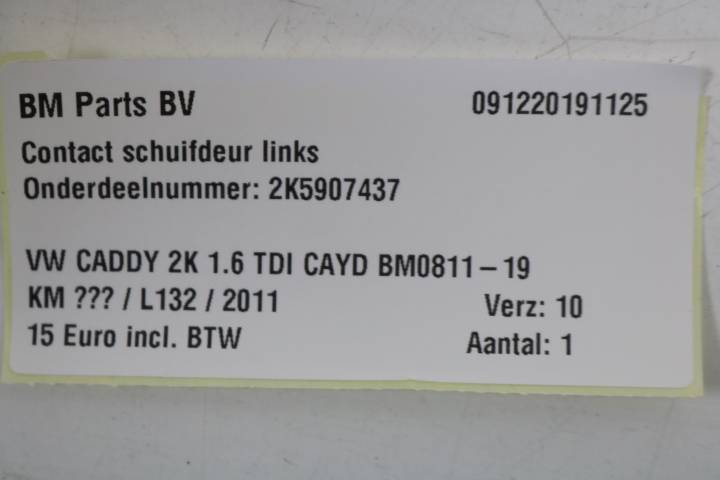 BM Parts BV 091220191125
Contact schuifdeur links
Onderdeelnummer: 2K5907437
VW CADDY 2K 1.6 TDI CAYD BM0811-19
KM ??? / L132 / 2011 Verz: 10
15 Euro incl. BTW Aantal: 1